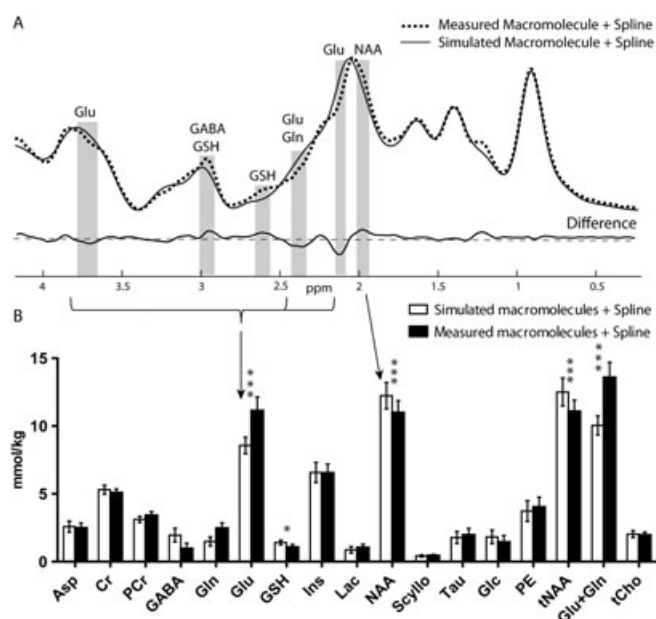 A
Measured Macromolecule + Spline
Simulated Macromolecule + Spline
Glu NAA
Glu
GABA
GSH
GSH
Glu
Gln
Difference
4 3.5 3 2.5 ppm 2 1.5 1 0.5
B
Simulated macromolecules + Spline
Measured macromolecules + Spline
15
10
5
0
mmol/kg
***
*
***
***
***
Asp Cr PCr GABA Gln Glu GSH Ins Lac NAA Scyllo Tau Glc PE tNAA Glu+Gln tCho